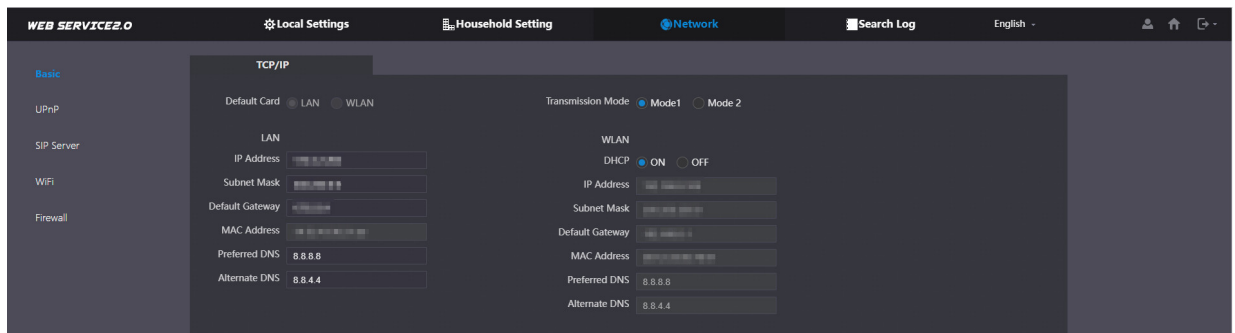 WEB SERVICE2.0 Local Settings Household Setting Network Search Log English
Basic
UPnP
SIP Server
WiFi
Firewall
TCP/IP
Default Card LAN WLAN
LAN
IP Address
Subnet Mask
Default Gateway
MAC Address
Preferred DNS 8.8.8.8
Alternate DNS 8.8.4.4
Transmission Mode Mode1 Mode 2
WLAN
DHCP ON OFF
IP Address
Subnet Mask
Default Gateway
MAC Address
Preferred DNS 8.8.8.8
Alternate DNS 8.8.4.4